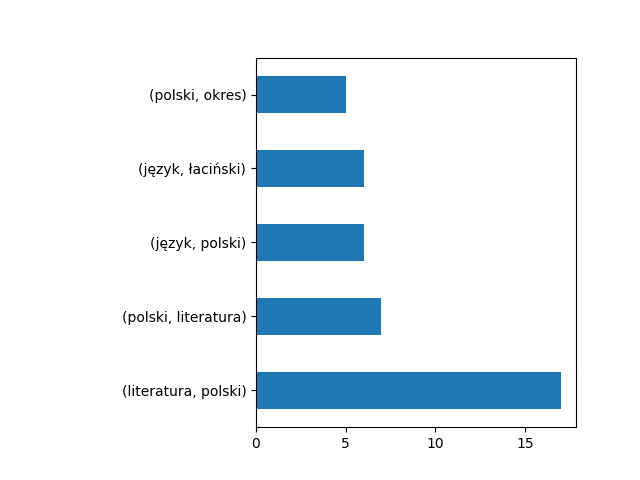 (polski, okres)
(język, łaciński)
(język, polski)
(polski, literatura)
(literatura, polski)
0 5 10 15